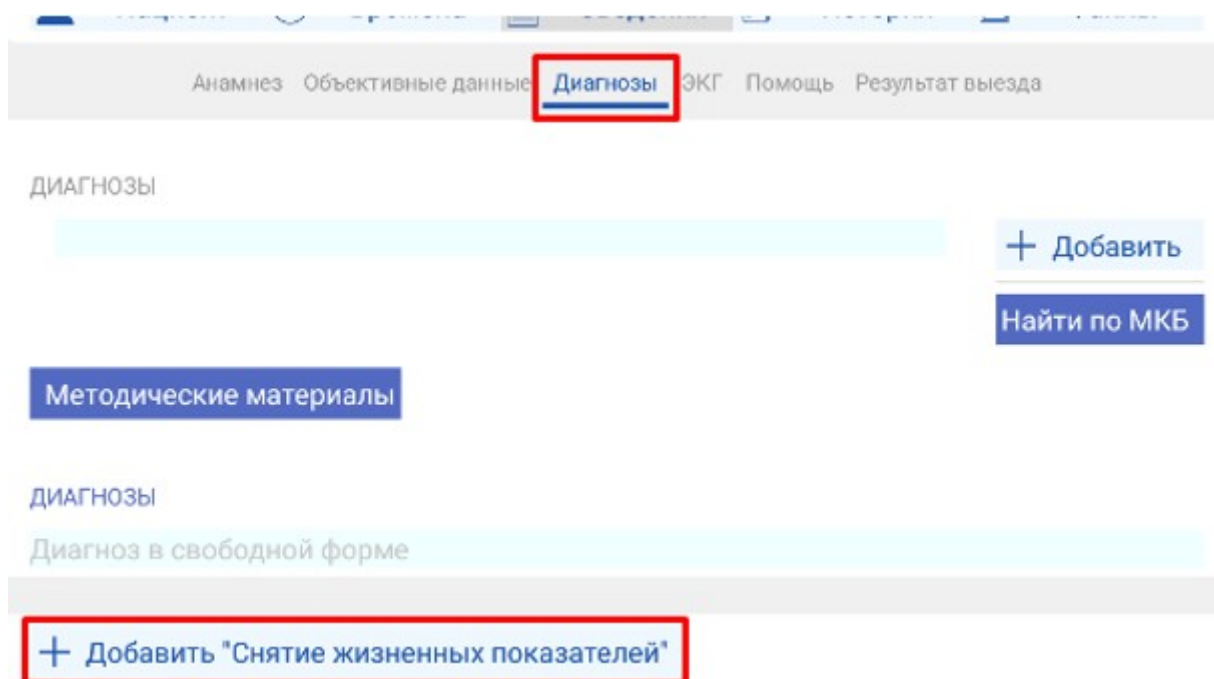 Анамнез Объективные данные Диагнозы ЭКГ Помощь Результат выезда
ДИАГНОЗЫ
+ Добавить
Найти по МКБ
Методические материалы
ДИАГНОЗЫ
Диагноз в свободной форме
+ Добавить "Снятие жизненных показателей"